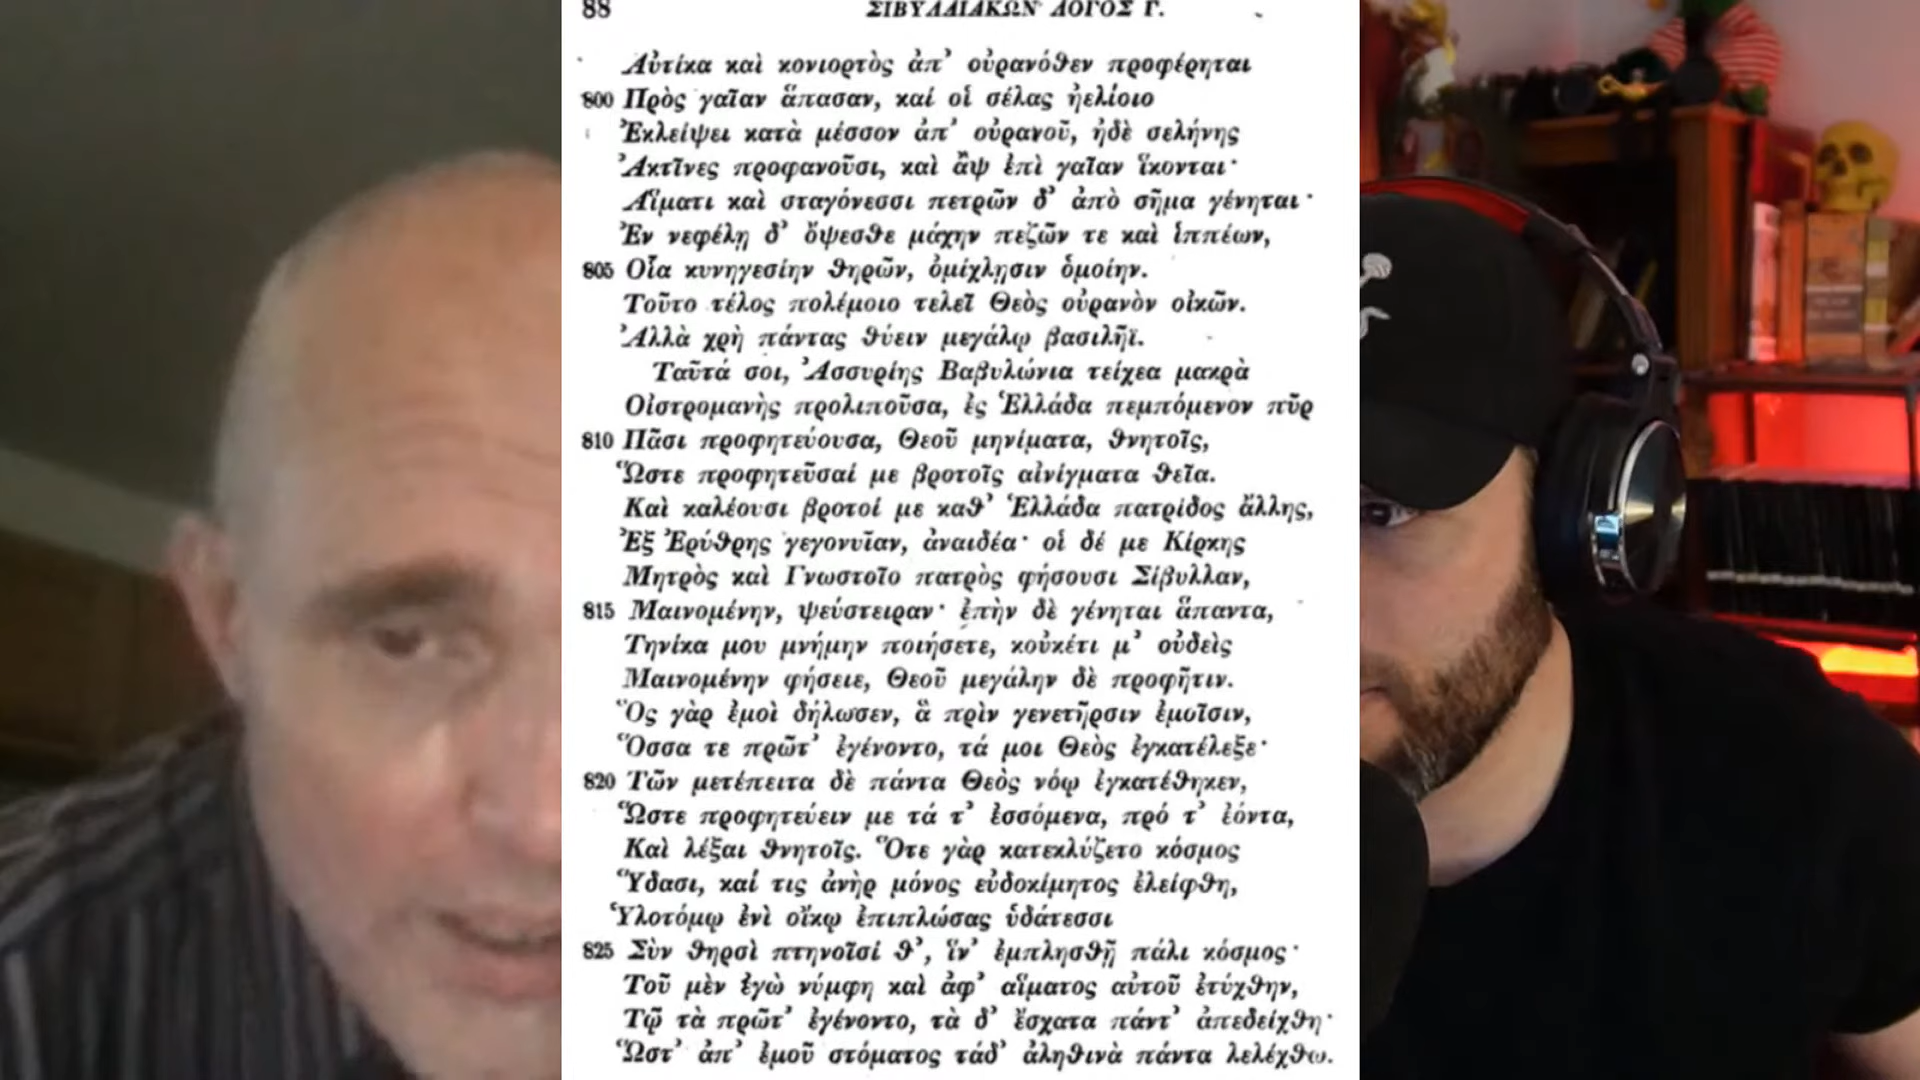 88 ΣΙΒΥΛΛΙΑΚΩΝ ΛΟΓΟΣ Γ.
Αὐτίκα καὶ κονιορτὸς ἀπ’ οὐρανόθεν προφέρηται
800 Πρὸς γαῖαν ἅπασαν, καί οἱ σέλας ἠελίοιο
Ἐκλείψει κατὰ μέσσον ἀπ’ οὐρανοῦ, ἠδὲ σελήνης
Ἀκτῖνες προφανοῦσι, καὶ ἂψ ἐπὶ γαῖαν ἵκονται·
Αἵματι καὶ σταγόνεσσι πετρῶν δ’ ἀπὸ σῆμα γένηται·
Ἐν νεφέλῃ δ’ ὄψεσθε μάχην πεζῶν τε καὶ ἱππέων,
805 Οἷα κυνηγεσίην θηρῶν, ὁμίχλῃσιν ὁμοίην.
Τοῦτο τέλος πολέμοιο τελεῖ Θεὸς οὐρανὸν οἰκῶν.
Ἀλλὰ χρὴ πάντας θύειν μεγάλῳ βασιλῆϊ.
Ταῦτά σοι, Ἀσσυρίης Βαβυλώνια τείχεα μακρὰ
Οἰστρομανὴς προλιποῦσα, ἐς Ἑλλάδα πεμπόμενον πῦρ
810 Πᾶσι προφητεύουσα, Θεοῦ μηνίματα, θνητοῖς,
Ὥστε προφητεῦσαί με βροτοῖς αἰνίγματα θεῖα.
Καὶ καλέουσι βροτοί με καθ’ Ἑλλάδα πατρίδος ἄλλης,
Ἐξ Ἐρύθρης γεγονυῖαν, ἀναιδέα· οἱ δέ με Κίρκης
Μητρὸς καὶ Γνωστοῖο πατρὸς φήσουσι Σίβυλλαν,
815 Μαινομένην, ψεύστειραν· ἐπὴν δὲ γένηται ἅπαντα,
Τηνίκα μου μνήμην ποιήσετε, κοὐκέτι μ’ οὐδεὶς
Μαινομένην φήσειε, Θεοῦ μεγάλην δὲ προφῆτιν.
Ὃς γὰρ ἐμοὶ δήλωσεν, ἃ πρὶν γενετῆρσιν ἐμοῖσιν,
Ὅσσα τε πρῶτ’ ἐγένοντο, τά μοι Θεὸς ἐγκατέλεξε·
820 Τῶν μετέπειτα δὲ πάντα Θεὸς νόῳ ἐγκατέθηκεν,
Ὥστε προφητεύειν με τά τ’ ἐσσόμενα, πρό τ’ ἐόντα,
Καὶ λέξαι θνητοῖς. Ὅτε γὰρ κατεκλύζετο κόσμος
Ὕδασι, καί τις ἀνὴρ μόνος εὐδοκίμητος ἐλείφθη,
Ὑλοτόμῳ ἐνὶ οἴκῳ ἐπιπλώσας ὑδάτεσσι
825 Σὺν θηρσὶ πτηνοῖσί θ’, ἵν’ ἐμπλησθῇ πάλι κόσμος·
Τοῦ μὲν ἐγὼ νύμφη καὶ ἀφ’ αἵματος αὐτοῦ ἐτύχθην,
Τῷ τὰ πρῶτ’ ἐγένοντο, τὰ δ’ ἔσχατα πάντ’ ἀπεδείχθη·
Ὥστ’ ἀπ’ ἐμοῦ στόματος τάδ’ ἀληθινὰ πάντα λελέχθω.